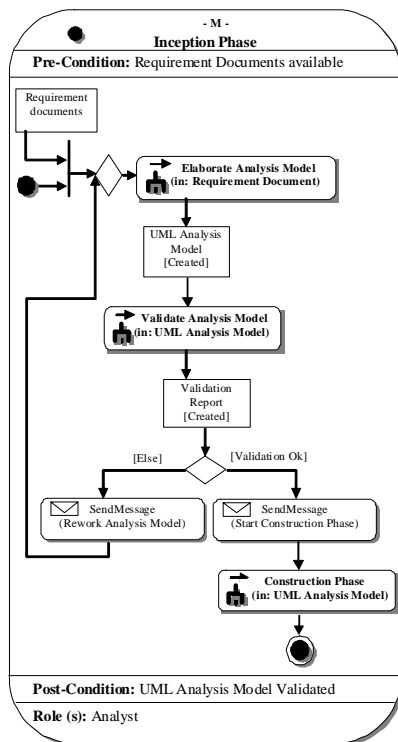 - M -
Inception Phase
Pre-Condition: Requirement Documents available
Requirement
documents
Elaborate Analysis Model
(in: Requirement Document)
UML Analysis
Model
[Created]
Validate Analysis Model
(in: UML Analysis Model)
Validation
Report
[Created]
[Else]
[Validation Ok]
SendMessage
(Rework Analysis Model)
SendMessage
(Start Construction Phase)
Construction Phase
(in: UML Analysis Model)
Post-Condition: UML Analysis Model Validated
Role (s): Analyst